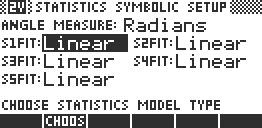 2V STATISTICS SYMBOLIC SETUP
ANGLE MEASURE: Radians
S1FIT: Linear S2FIT: Linear
S3FIT: Linear S4FIT: Linear
S5FIT: Linear
CHOOSE STATISTICS MODEL TYPE
CHOOS